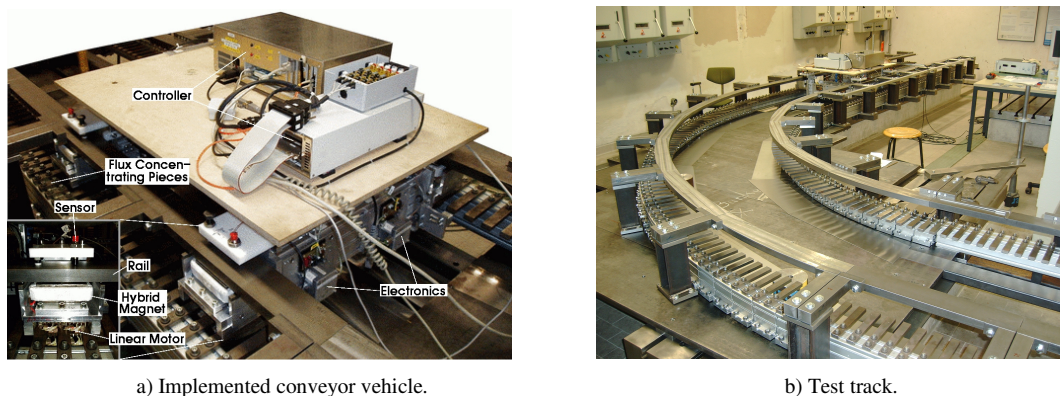 Controller
Flux Concen-
trating Pieces
Sensor
Rail
Hybrid
Magnet
Linear Motor
Electronics
a) Implemented conveyor vehicle.
b) Test track.